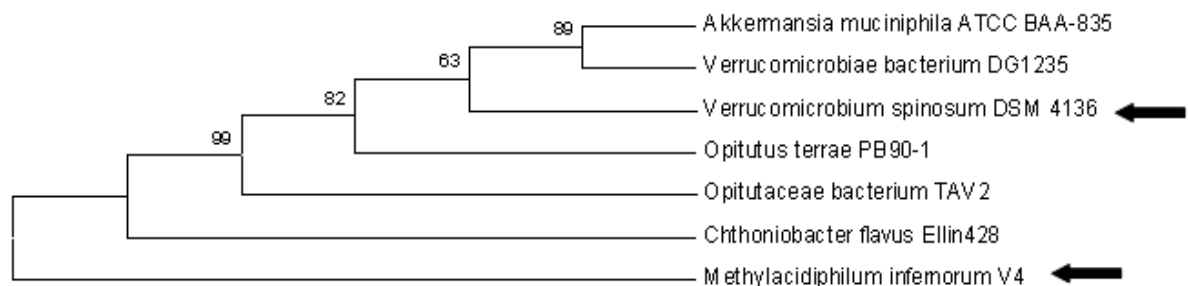 89
Akkermansia muciniphila ATCC BAA-835
63
Verrucomicrobiae bacterium DG1235
82
Verrucomicrobium spinosum DSM 4136
99
Opitutus terrae PB90-1
Opitutaceae bacterium TAV2
Chthoniobacter flavus Ellin428
Methylacidiphilum infernorum V4